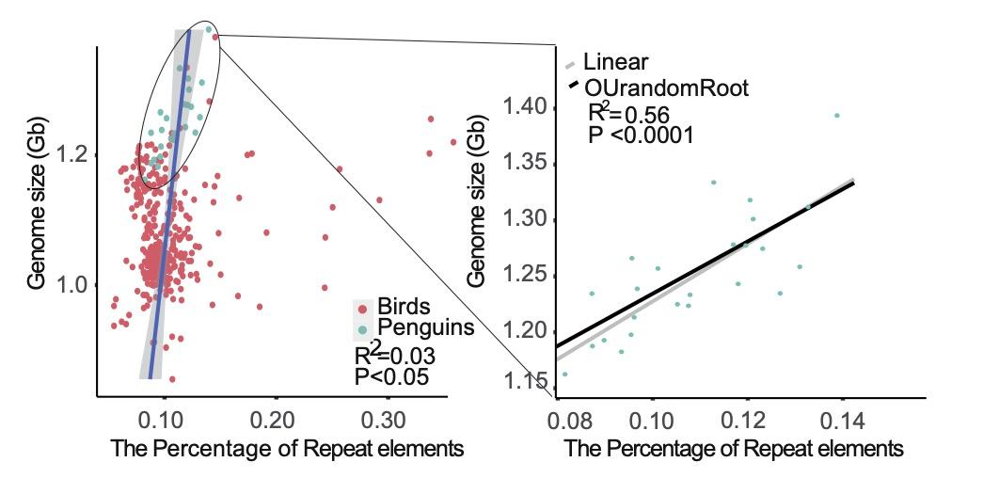 Genome size (Gb)
1.2
1.0
Birds
Penguins
R²=0.03
P<0.05
0.10 0.20 0.30
The Percentage of Repeat elements
Linear
OUrandomRoot
R²=0.56
P <0.0001
Genome size (Gb)
1.40
1.35
1.30
1.25
1.20
1.15
0.08 0.10 0.12 0.14
The Percentage of Repeat elements